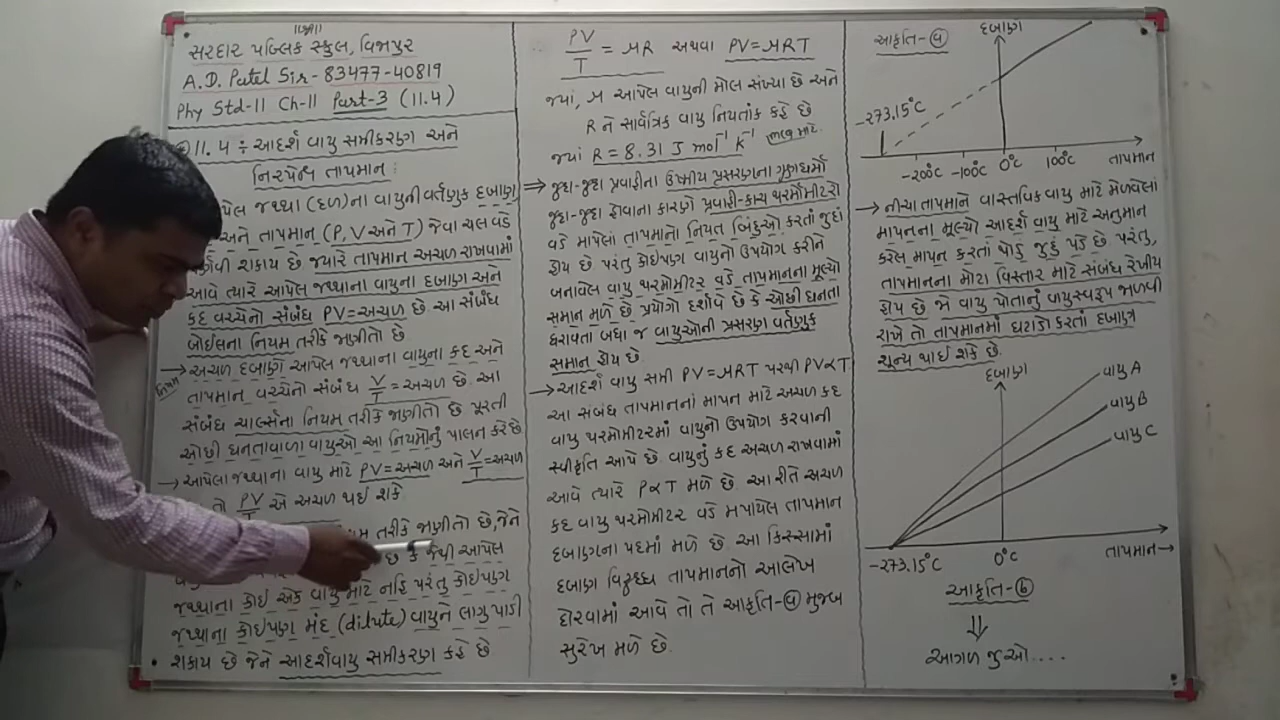 સરદાર પબ્લિક સ્કુલ, વિજાપુર
A.D. Patel Sir - 83477-40819
Phy Std-11 Ch-11 Part-3 (11.4)
11.4 ÷ આદર્શ વાયુ સમીકરણ અને
નિરપેક્ષ તાપમાન :
જથ્થા (દળ) ના વાયુની વર્તણુક દબાણ,
અને તાપમાન (P, V અને T) જેવા ચલ વડે
શકાય છે જ્યારે તાપમાન અચળ રાખવામાં
આવે ત્યારે આપેલ જથ્થાના વાયુના દબાણ અને
કદ વચ્ચેનો સંબંધ PV = અચળ છે. આ સંબંધ
બોઈલના નિયમ તરીકે જાણીતો છે
→ અચળ દબાણે આપેલ જથ્થાના વાયુના કદ અને
તાપમાન વચ્ચેનો સંબંધ V/T = અચળ છે. આ
સંબંધ ચાર્લ્સના નિયમ તરીકે જાણીતો છે પૂરતી
ઓછી ઘનતાવાળા વાયુઓ આ નિયમોનું પાલન કરે છે
→ આપેલા જથ્થાના વાયુ માટે PV = અચળ અને V/T = અચળ
તો PV/T એ અચળ થઈ શકે.
તરીકે જાણીતો છે, જેને
છે કે જેથી આપેલ
જથ્થાના કોઈ એક વાયુ માટે નહિ પરંતુ કોઈપણ
જથ્થાના કોઈપણ મંદ (dilute) વાયુને લાગુ પાડી
• શકાય છે જેને આદર્શવાયુ સમીકરણ કહે છે
PV/T = μR અથવા PV = μRT
જ્યાં, μ આપેલ વાયુની મોલ સંખ્યા છે અને
R ને સાર્વત્રિક વાયુ નિયતાંક કહે છે
જ્યાં R = 8.31 J mol⁻¹ K⁻¹
⇒ જુદા-જુદા પ્રવાહીના ઉષ્મીય પ્રસરણના ગુણધર્મો
જુદા-જુદા હોવાના કારણે પ્રવાહી-કાચ થરમૉમીટરો
વડે માપેલાં તાપમાનો નિયત બિંદુઓ કરતાં જુદાં
હોય છે. પરંતુ કોઈપણ વાયુનો ઉપયોગ કરીને
બનાવેલ વાયુ થરમોમીટર વડે તાપમાનના મૂલ્યો
સમાન મળે છે. પ્રયોગો દર્શાવે છે કે ઓછી ઘનતા
ધરાવતા બધા જ વાયુઓની પ્રસરણ વર્તણુક
સમાન હોય છે.
→ આદર્શ વાયુ સમી PV = μRT પરથી PV∝T
આ સંબંધ તાપમાનનાં માપન માટે અચળ કદ
વાયુ થરમોમીટરમાં વાયુનો ઉપયોગ કરવાની
સ્વીકૃતિ આપે છે. વાયુનું કદ અચળ રાખવામાં
આવે ત્યારે P∝T મળે છે. આ રીતે અચળ
કદ વાયુ થરમોમીટર વડે મપાયેલ તાપમાન
દબાણના પદમાં મળે છે. આ કિસ્સામાં
દબાણ વિરૂધ્ધ તાપમાનનો આલેખ
દોરવામાં આવે તો તે આકૃતિ-ⓐ મુજબ
સુરેખ મળે છે.
આકૃતિ-ⓐ
દબાણ
-273.15°C
-200°C -100°C 0°C 100°C તાપમાન
→ નીચા તાપમાને વાસ્તવિક વાયુ માટે મેળવેલાં
માપનના મૂલ્યો આદર્શ વાયુ માટે અનુમાન
કરેલ માપન કરતાં થોડું જુદું પડે છે પરંતુ,
તાપમાનના મોટા વિસ્તાર માટે સંબંધ રેખીય
હોય છે. જો વાયુ પોતાનું વાયુસ્વરૂપ જાળવી
રાખે તો તાપમાનમાં ઘટાડો કરતાં દબાણ
શૂન્ય થાઈ શકે છે.
દબાણ
વાયુ A
વાયુ B
વાયુ C
-273.15°C 0°C તાપમાન→
આકૃતિ-ⓑ
⇓
આગળ જુઓ....